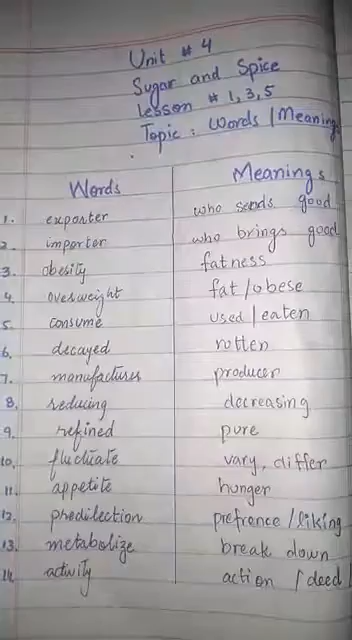 Unit # 4
Sugar and Spice
Lesson # 1, 3, 5
Topic : Words / Meaning
Words Meanings
1. exporter who sends good
2. importer who brings good
3. obesity fatness
4. overweight fat/obese
5. consume used / eaten
6. decayed rotten
7. manufacturer producer
8. reducing decreasing
9. refined pure
10. fluctuate vary, differ
11. appetite hunger
12. predilection prefrence / liking
13. metabolize break down
14. activity action / deed